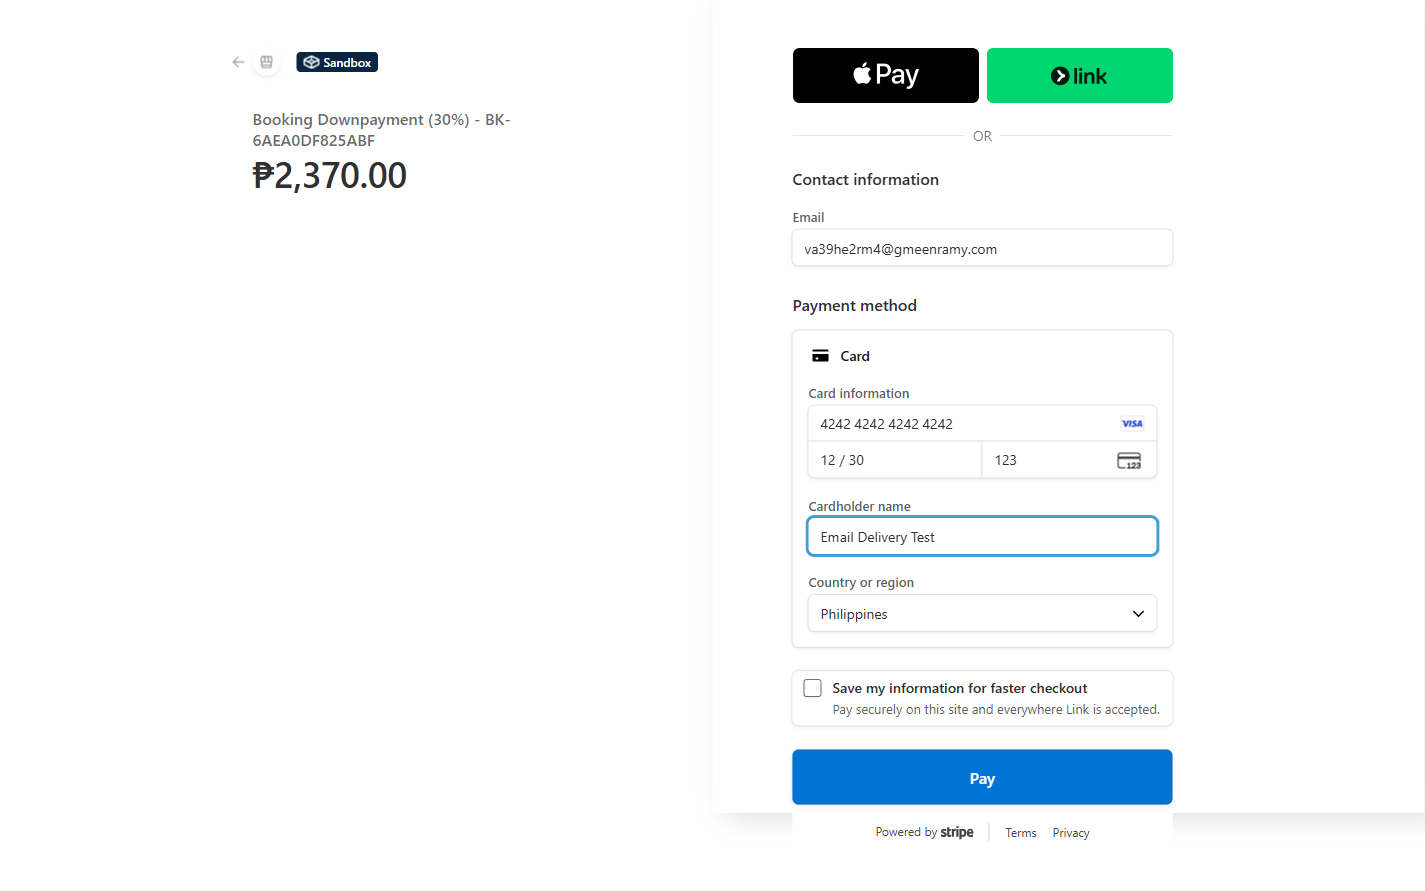 Sandbox
Booking Downpayment (30%) - BK-
6AEA0DF825ABF
₱2,370.00
Pay
link
OR
Contact information
Email
va39he2rm4@gmeenramy.com
Payment method
Card
Card information
4242 4242 4242 4242
VISA
12 / 30
123
123
Cardholder name
Email Delivery Test
Country or region
Philippines
Save my information for faster checkout
Pay securely on this site and everywhere Link is accepted.
Pay
Powered by stripe
Terms
Privacy